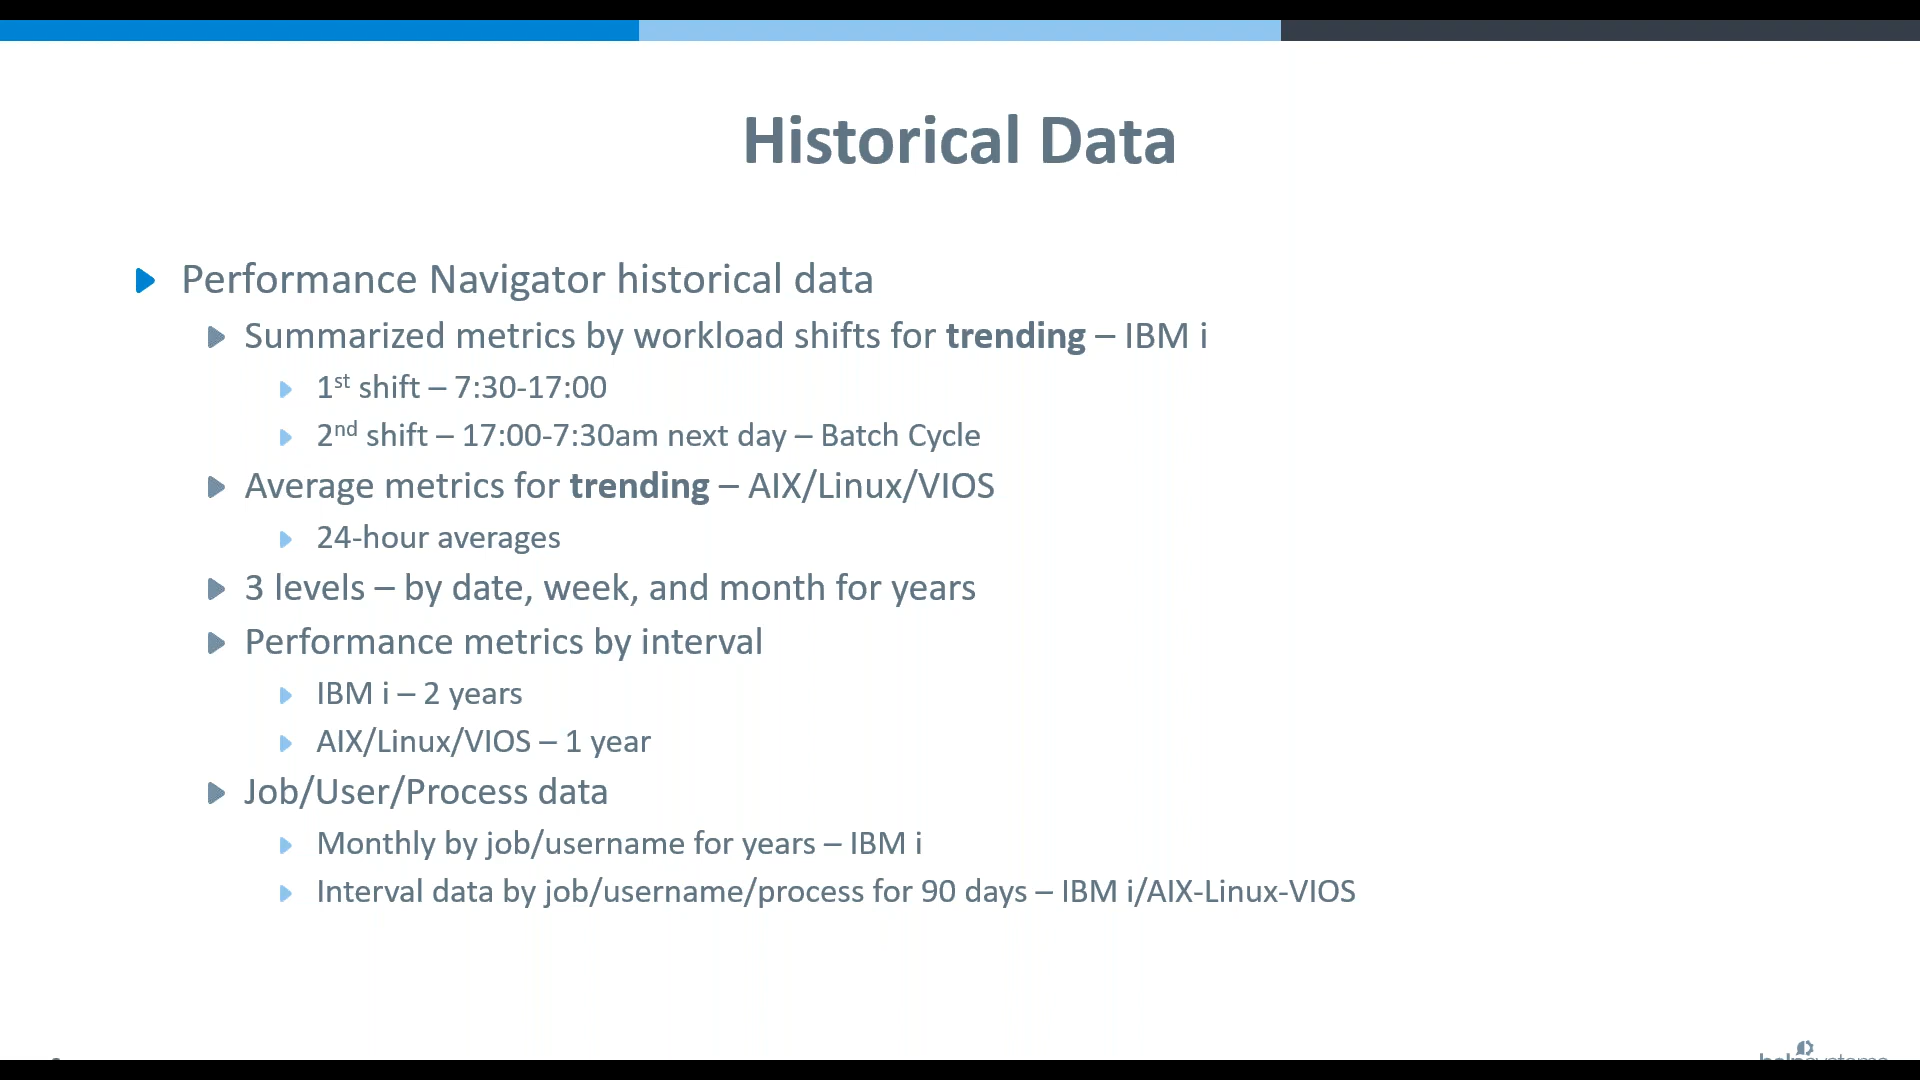 Historical Data
Performance Navigator historical data
Summarized metrics by workload shifts for trending – IBM i
1st shift – 7:30-17:00
2nd shift – 17:00-7:30am next day – Batch Cycle
Average metrics for trending – AIX/Linux/VIOS
24-hour averages
3 levels – by date, week, and month for years
Performance metrics by interval
IBM i – 2 years
AIX/Linux/VIOS – 1 year
Job/User/Process data
Monthly by job/username for years – IBM i
Interval data by job/username/process for 90 days – IBM i/AIX-Linux-VIOS